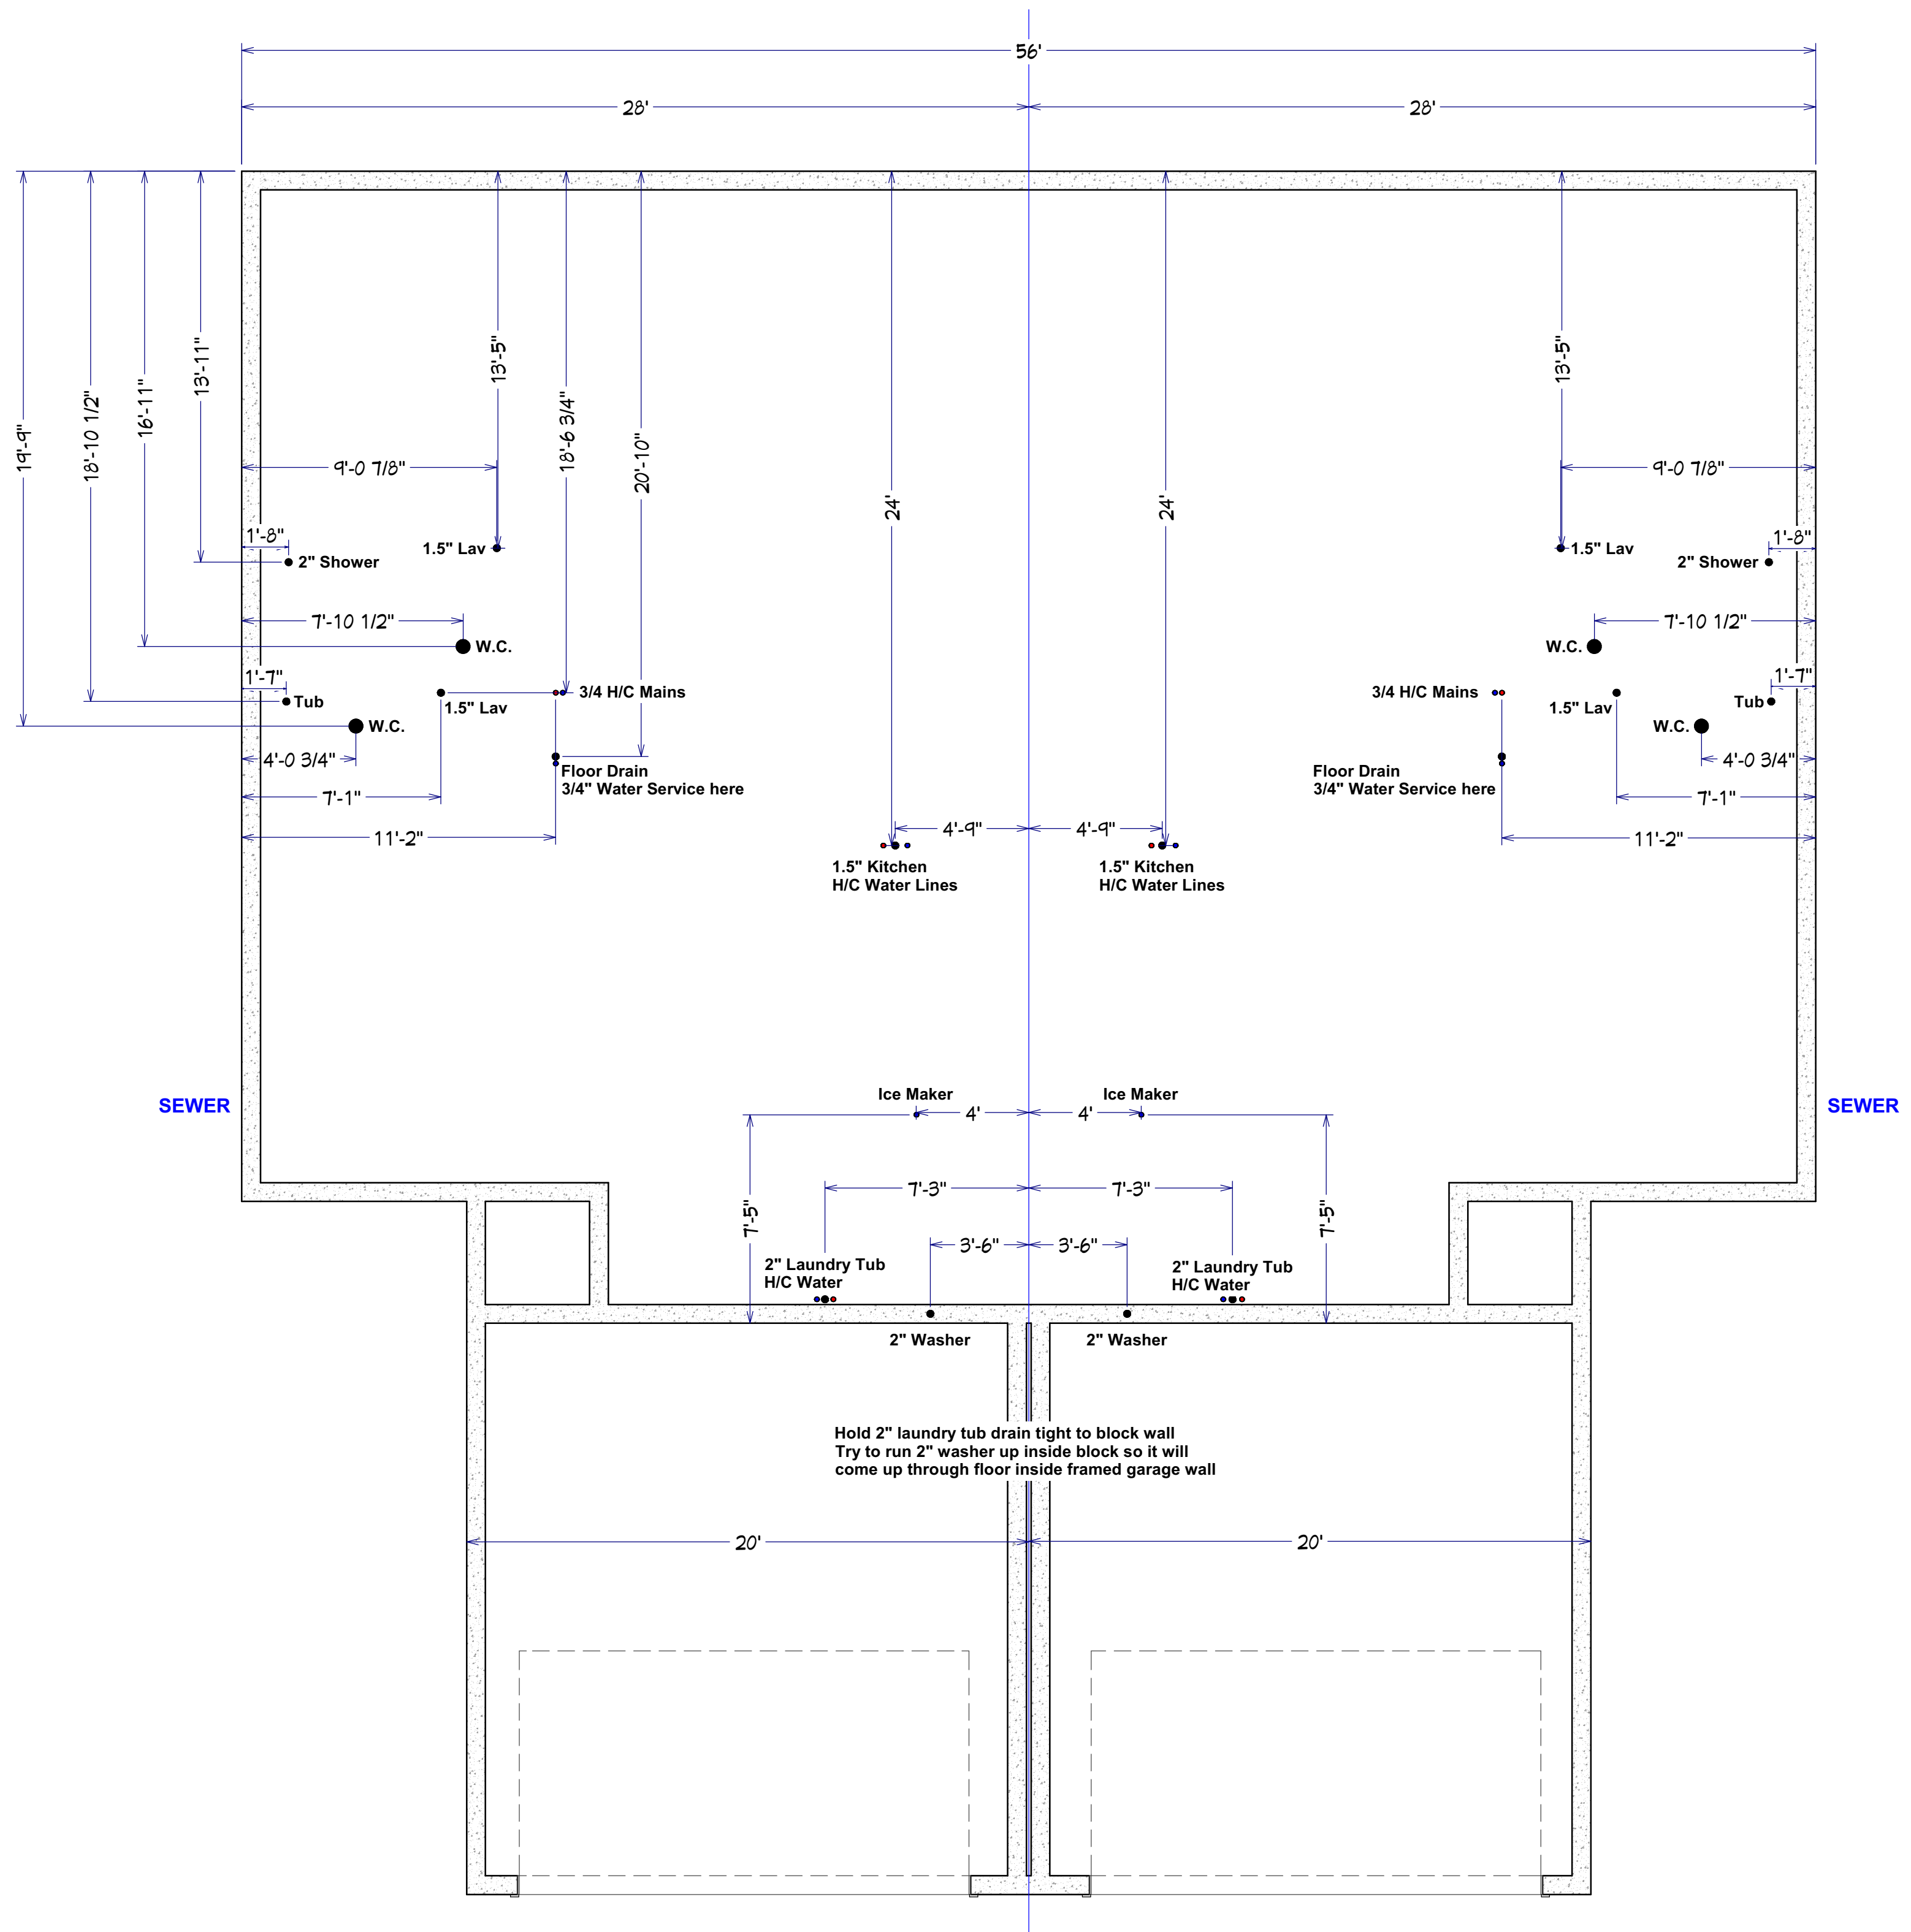 56'
28'
28'
19'-9"
18'-10 1/2"
16'-11"
13'-11"
13'-5"
18'-6 3/4"
20'-10"
24'
24'
13'-5"
9'-0 7/8"
9'-0 7/8"
1'-8"
2" Shower
1.5" Lav
1.5" Lav
2" Shower
1'-8"
7'-10 1/2"
7'-10 1/2"
W.C.
W.C.
1'-7"
1'-7"
Tub
1.5" Lav
3/4 H/C Mains
3/4 H/C Mains
1.5" Lav
Tub
W.C.
W.C.
4'-0 3/4"
4'-0 3/4"
Floor Drain
3/4" Water Service here
Floor Drain
3/4" Water Service here
7'-1"
7'-1"
11'-2"
11'-2"
4'-9"
4'-9"
1.5" Kitchen
H/C Water Lines
1.5" Kitchen
H/C Water Lines
SEWER
SEWER
Ice Maker
Ice Maker
4'
4'
7'-5"
7'-5"
7'-3"
7'-3"
3'-6"
3'-6"
2" Laundry Tub
H/C Water
2" Laundry Tub
H/C Water
2" Washer
2" Washer
Hold 2" laundry tub drain tight to block wall
Try to run 2" washer up inside block so it will
come up through floor inside framed garage wall
20'
20'